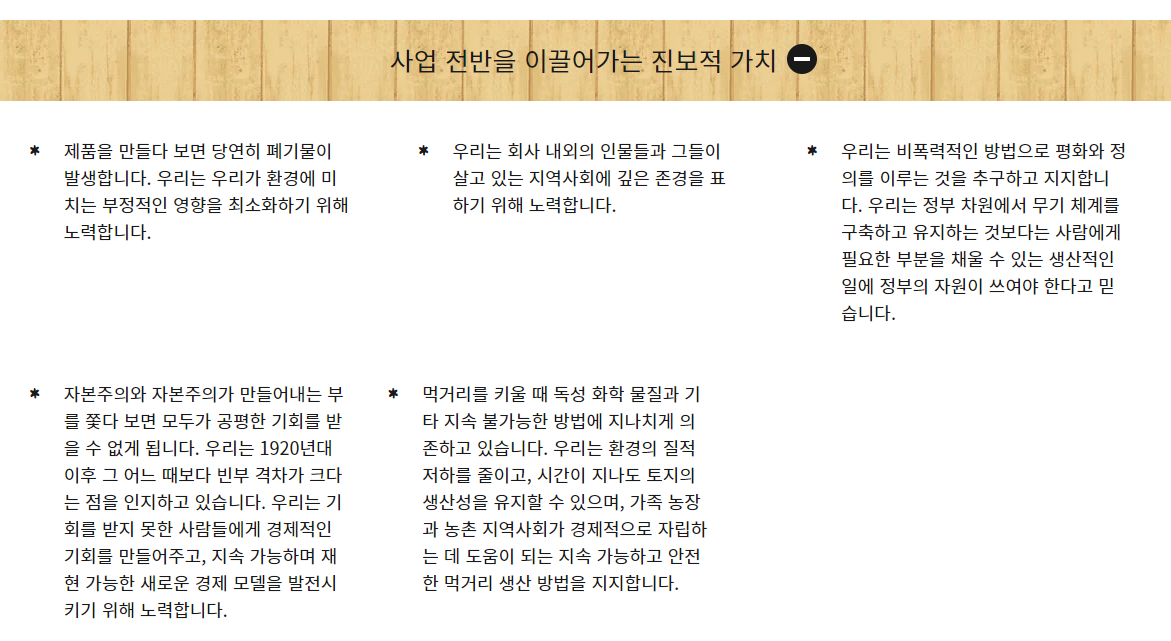 사업 전반을 이끌어가는 진보적 가치
* 제품을 만들다 보면 당연히 폐기물이
발생합니다. 우리는 우리가 환경에 미
치는 부정적인 영향을 최소화하기 위해
노력합니다.
* 우리는 회사 내외의 인물들과 그들이
살고 있는 지역사회에 깊은 존경을 표
하기 위해 노력합니다.
* 우리는 비폭력적인 방법으로 평화와 정
의를 이루는 것을 추구하고 지지합니
다. 우리는 정부 차원에서 무기 체계를
구축하고 유지하는 것보다는 사람에게
필요한 부분을 채울 수 있는 생산적인
일에 정부의 자원이 쓰여야 한다고 믿
습니다.
* 자본주의와 자본주의가 만들어내는 부
를 쫓다 보면 모두가 공평한 기회를 받
을 수 없게 됩니다. 우리는 1920년대
이후 그 어느 때보다 빈부 격차가 크다
는 점을 인지하고 있습니다. 우리는 기
회를 받지 못한 사람들에게 경제적인
기회를 만들어주고, 지속 가능하며 재
현 가능한 새로운 경제 모델을 발전시
키기 위해 노력합니다.
* 먹거리를 키울 때 독성 화학 물질과 기
타 지속 불가능한 방법에 지나치게 의
존하고 있습니다. 우리는 환경의 질적
저하를 줄이고, 시간이 지나도 토지의
생산성을 유지할 수 있으며, 가족 농장
과 농촌 지역사회가 경제적으로 자립하
는 데 도움이 되는 지속 가능하고 안전
한 먹거리 생산 방법을 지지합니다.